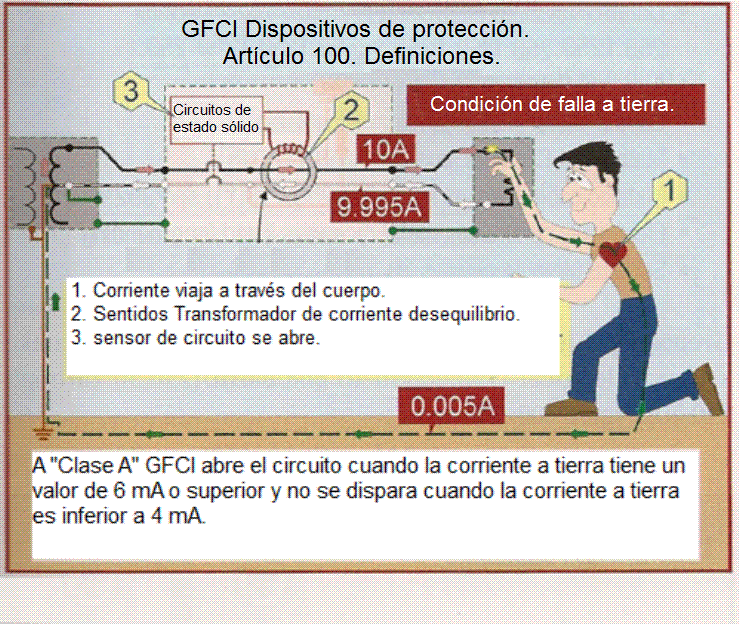 GFCI Dispositivos de protección.
Artículo 100. Definiciones.
3
Circuitos de
estado sólido
2
Condición de falla a tierra.
10A
9.995A
1
1. Corriente viaja a través del cuerpo.
2. Sentidos Transformador de corriente desequilibrio.
3. sensor de circuito se abre.
0.005A
A "Clase A" GFCI abre el circuito cuando la corriente a tierra tiene un
valor de 6 mA o superior y no se dispara cuando la corriente a tierra
es inferior a 4 mA.